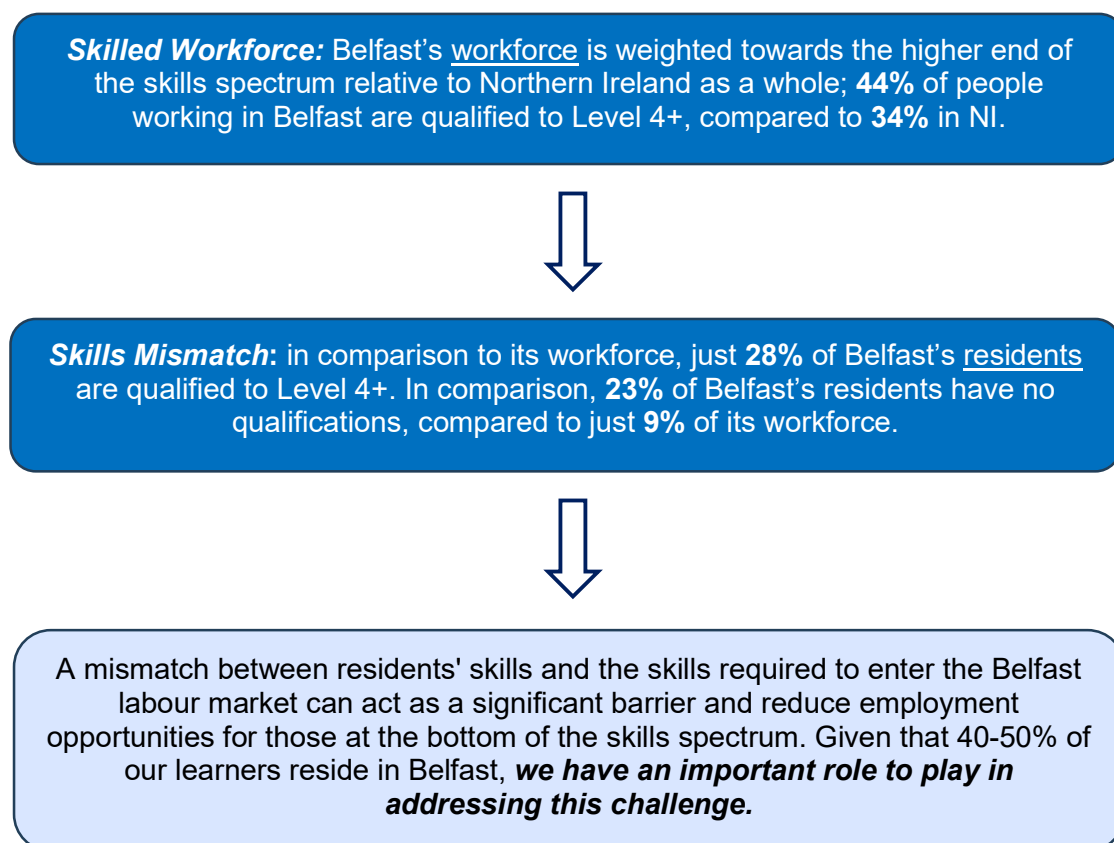 Skilled Workforce: Belfast's workforce is weighted towards the higher end of
the skills spectrum relative to Northern Ireland as a whole; 44% of people
working in Belfast are qualified to Level 4+, compared to 34% in NI.
Skills Mismatch: in comparison to its workforce, just 28% of Belfast's residents
are qualified to Level 4+. In comparison, 23% of Belfast's residents have no
qualifications, compared to just 9% of its workforce.
A mismatch between residents' skills and the skills required to enter the Belfast
labour market can act as a significant barrier and reduce employment
opportunities for those at the bottom of the skills spectrum. Given that 40-50% of
our learners reside in Belfast, we have an important role to play in
addressing this challenge.